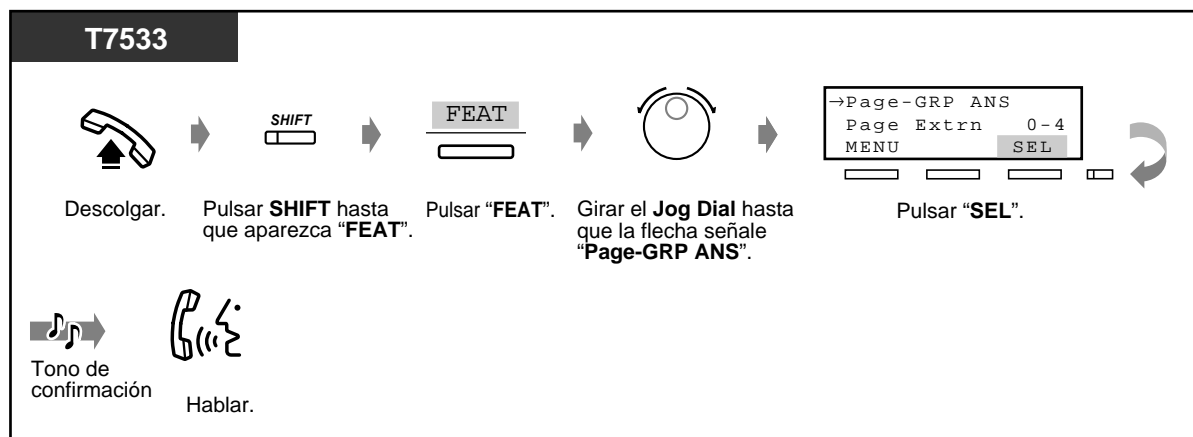 T7533
SHIFT
FEAT
→Page-GRP ANS
Page Extrn 0-4
MENU SEL
Descolgar.
Pulsar SHIFT hasta
que aparezca “FEAT”.
Pulsar “FEAT”.
Girar el Jog Dial hasta
que la flecha señale
“Page-GRP ANS”.
Pulsar “SEL”.
Tono de
confirmación
Hablar.